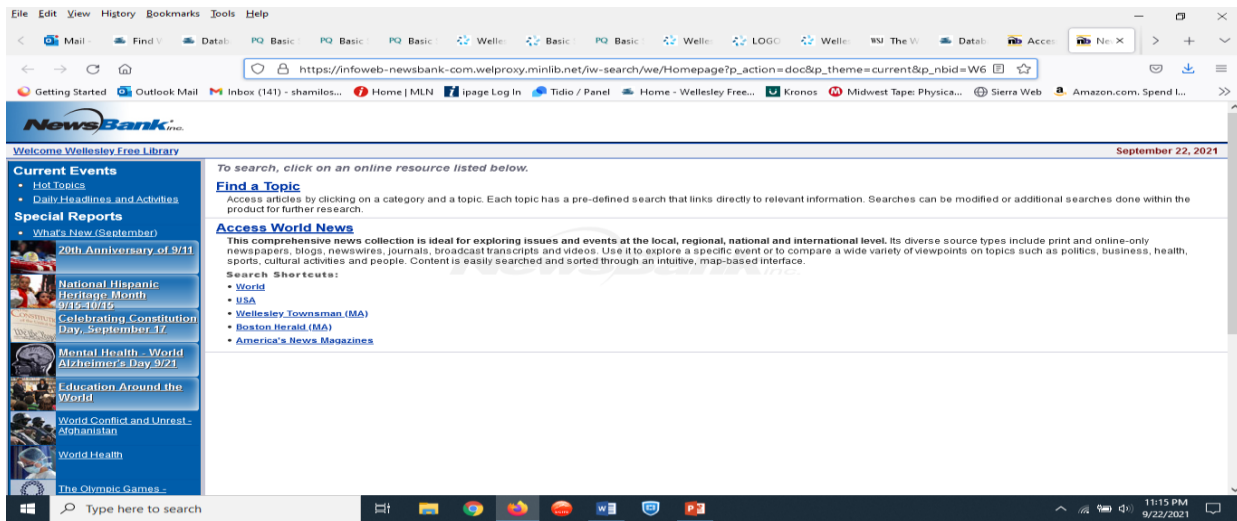 File Edit View History Bookmarks Tools Help
Mail - Find V Datab PQ Basic PQ Basic PQ Basic Welle Basic PQ Basic Welle LOGO Welle WSJ The W Datab nb Acces nb Nev
https://infoweb-newsbank-com.welproxy.minlib.net/iw-search/we/Homepage?p_action=doc&p_theme=current&p_nbid=W6
Getting Started Outlook Mail Inbox (141) - shamilos... Home | MLN ipage Log In Tidio / Panel Home - Wellesley Free... Kronos Midwest Tape: Physica... Sierra Web Amazon.com. Spend l...
NewsBank inc.
Welcome Wellesley Free Library
September 22, 2021
Current Events
• Hot Topics
• Daily Headlines and Activities
Special Reports
• What's New (September)
20th Anniversary of 9/11
National Hispanic
Heritage Month
9/15-10/15
Celebrating Constitution
Day, September 17
Mental Health - World
Alzheimer's Day 9/21
Education Around the
World
World Conflict and Unrest -
Afghanistan
World Health
The Olympic Games -
To search, click on an online resource listed below.
Find a Topic
Access articles by clicking on a category and a topic. Each topic has a pre-defined search that links directly to relevant information. Searches can be modified or additional searches done within the
product for further research.
Access World News
This comprehensive news collection is ideal for exploring issues and events at the local, regional, national and international level. Its diverse source types include print and online-only
newspapers, blogs, newswires, journals, broadcast transcripts and videos. Use it to explore a specific event or to compare a wide variety of viewpoints on topics such as politics, business, health,
sports, cultural activities and people. Content is easily searched and sorted through an intuitive, map-based interface.
NewsBank inc.
Search Shortcuts:
• World
• USA
• Wellesley Townsman (MA)
• Boston Herald (MA)
• America's News Magazines
Type here to search
11:15 PM
9/22/2021